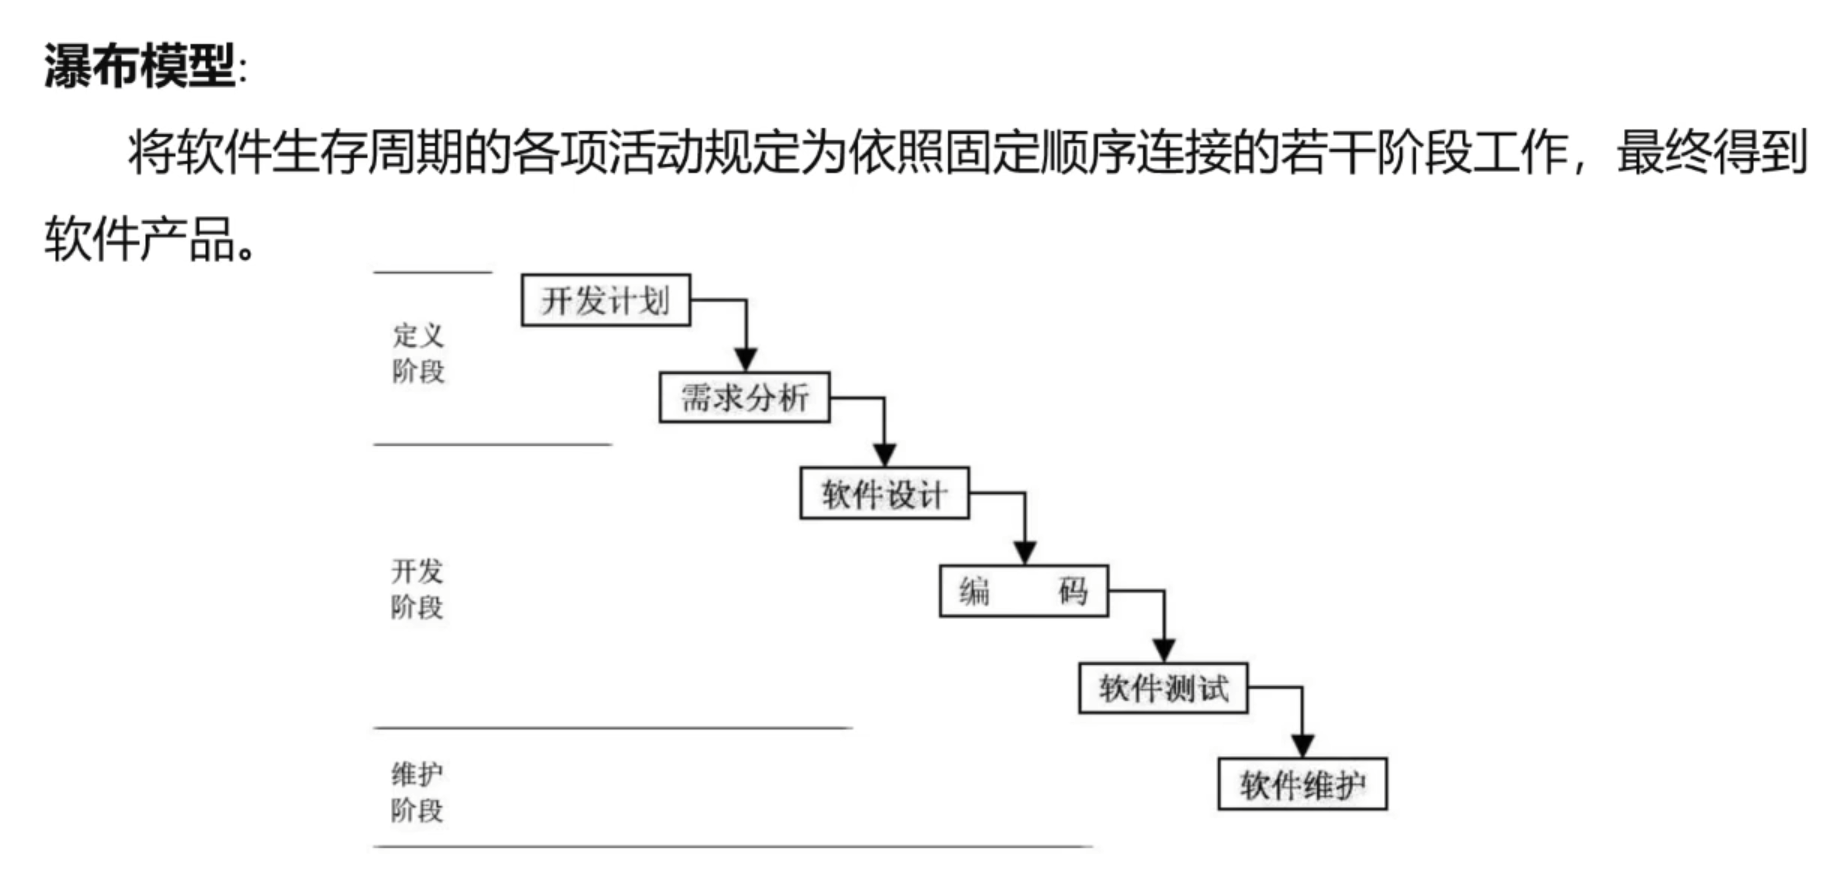 瀑布模型:
将软件生存周期的各项活动规定为依照固定顺序连接的若干阶段工作，最终得到
软件产品。
开发计划
定义
阶段
需求分析
软件设计
开发
阶段
编 码
软件测试
维护
阶段
软件维护